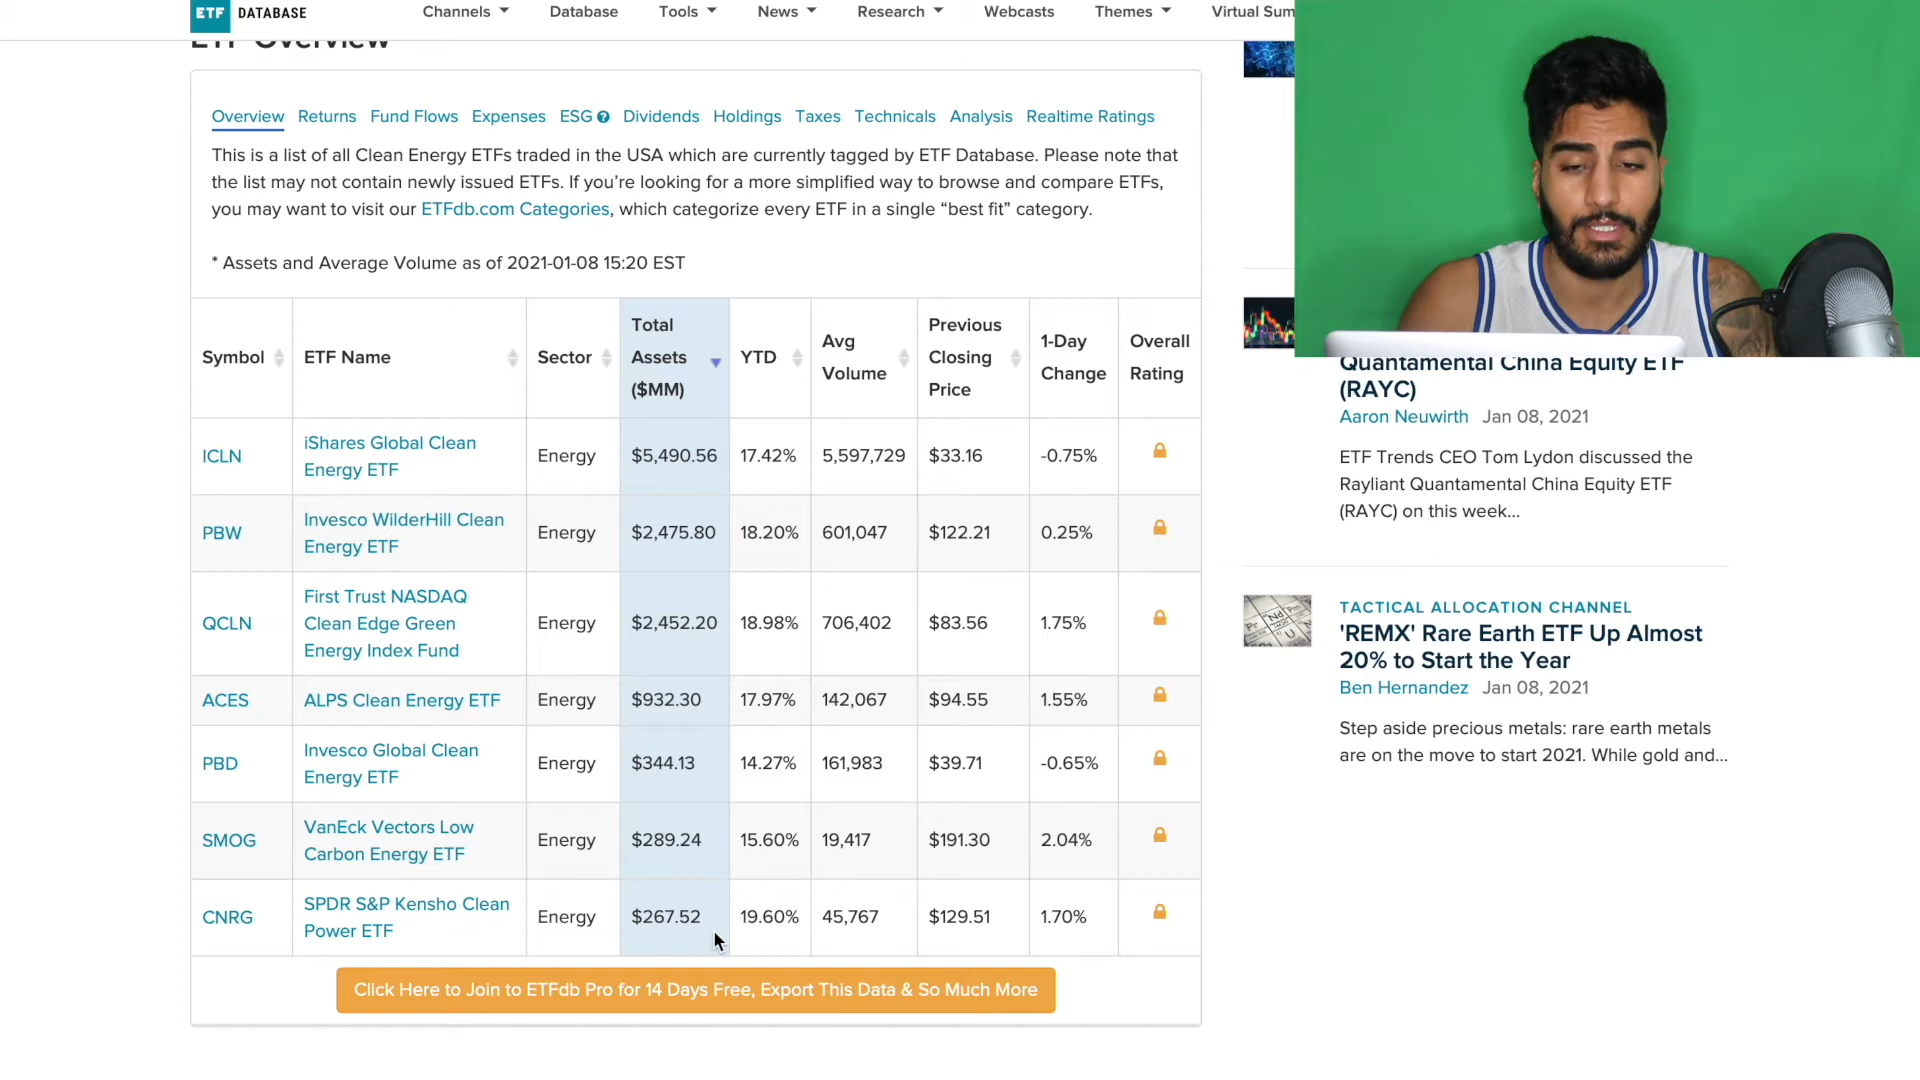 ETF DATABASE Channels Database Tools News Research Webcasts Themes Virtual Sum
ETF Overview
Overview Returns Fund Flows Expenses ESG Dividends Holdings Taxes Technicals Analysis Realtime Ratings
This is a list of all Clean Energy ETFs traded in the USA which are currently tagged by ETF Database. Please note that
the list may not contain newly issued ETFs. If you’re looking for a more simplified way to browse and compare ETFs,
you may want to visit our ETFdb.com Categories, which categorize every ETF in a single “best fit” category.
* Assets and Average Volume as of 2021-01-08 15:20 EST
Symbol ETF Name Sector Total Assets ($MM) YTD Avg Volume Previous Closing Price 1-Day Change Overall Rating
ICLN iShares Global Clean Energy ETF Energy $5,490.56 17.42% 5,597,729 $33.16 -0.75%
PBW Invesco WilderHill Clean Energy ETF Energy $2,475.80 18.20% 601,047 $122.21 0.25%
QCLN First Trust NASDAQ Clean Edge Green Energy Index Fund Energy $2,452.20 18.98% 706,402 $83.56 1.75%
ACES ALPS Clean Energy ETF Energy $932.30 17.97% 142,067 $94.55 1.55%
PBD Invesco Global Clean Energy ETF Energy $344.13 14.27% 161,983 $39.71 -0.65%
SMOG VanEck Vectors Low Carbon Energy ETF Energy $289.24 15.60% 19,417 $191.30 2.04%
CNRG SPDR S&P Kensho Clean Power ETF Energy $267.52 19.60% 45,767 $129.51 1.70%
Click Here to Join to ETFdb Pro for 14 Days Free, Export This Data & So Much More
Quantamental China Equity ETF
(RAYC)
Aaron Neuwirth Jan 08, 2021
ETF Trends CEO Tom Lydon discussed the
Rayliant Quantamental China Equity ETF
(RAYC) on this week...
TACTICAL ALLOCATION CHANNEL
'REMX' Rare Earth ETF Up Almost
20% to Start the Year
Ben Hernandez Jan 08, 2021
Step aside precious metals: rare earth metals
are on the move to start 2021. While gold and...
Pr Nd Pm
U